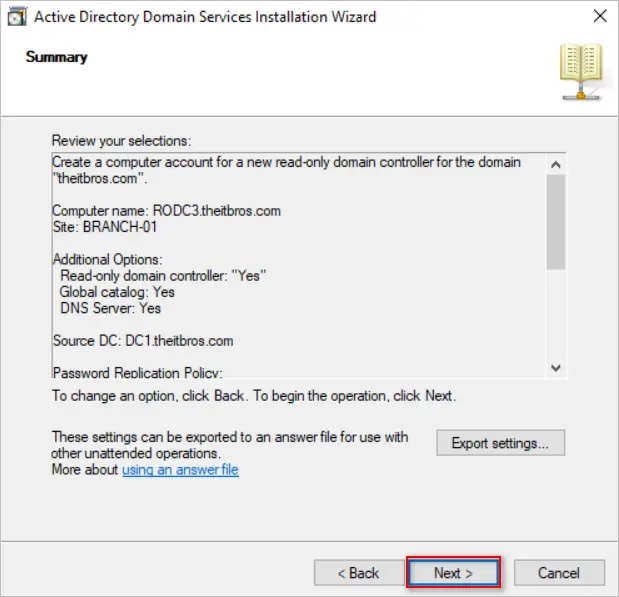 Active Directory Domain Services Installation Wizard
Summary
Review your selections:
Create a computer account for a new read-only domain controller for the domain
"theitbros.com".
Computer name: RODC3.theitbros.com
Site: BRANCH-01
Additional Options:
Read-only domain controller: "Yes"
Global catalog: Yes
DNS Server: Yes
Source DC: DC1.theitbros.com
Password Replication Policy:
To change an option, click Back. To begin the operation, click Next.
These settings can be exported to an answer file for use with
other unattended operations.
More about using an answer file
Export settings...
< Back
Next >
Cancel